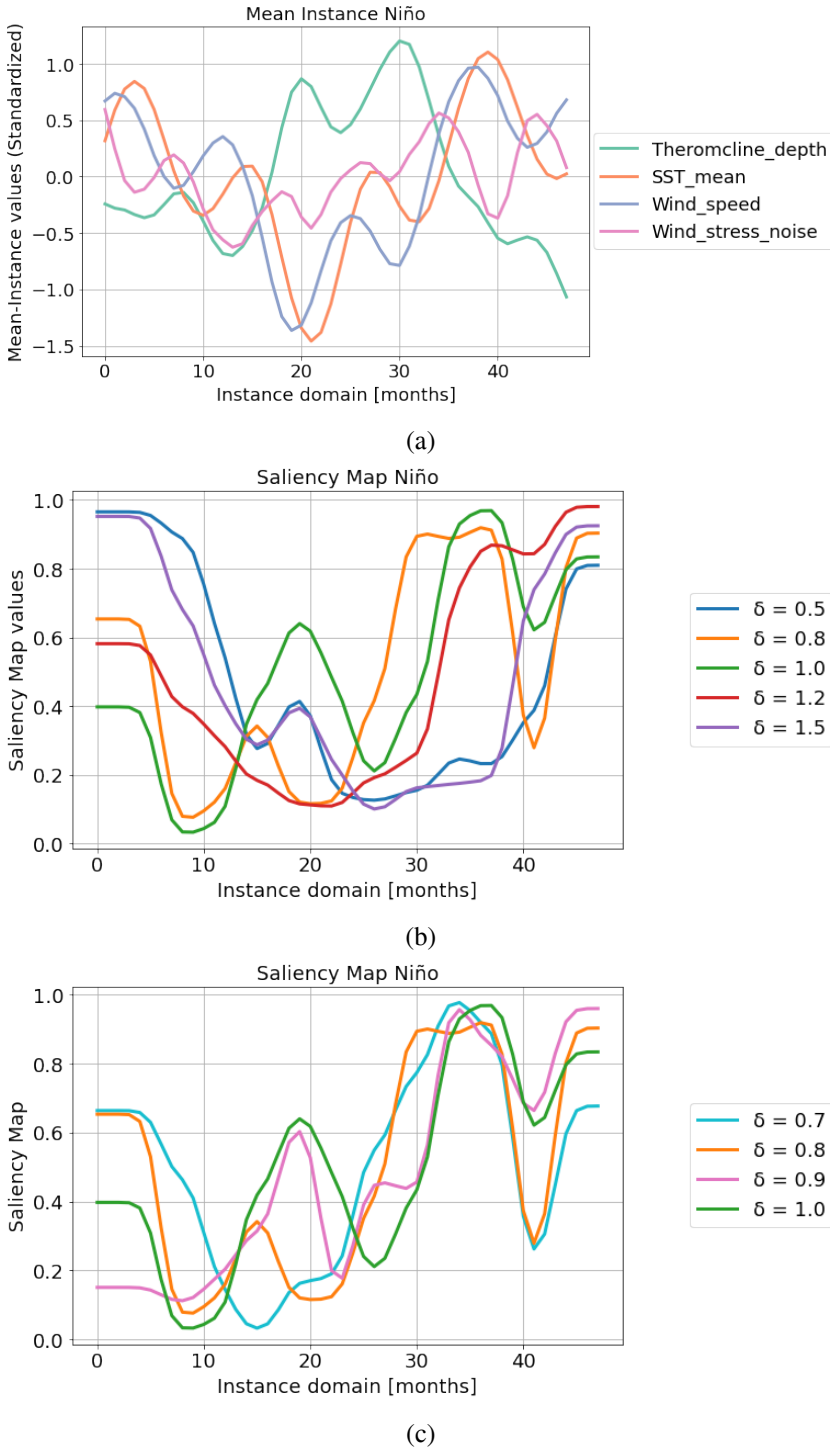 Mean Instance Niño
Mean-Instance values (Standardized)
1.0
0.5
0.0
−0.5
−1.0
−1.5
0 10 20 30 40
Instance domain [months]
Theromcline_depth
SST_mean
Wind_speed
Wind_stress_noise
(a)
Saliency Map Niño
Saliency Map values
1.0
0.8
0.6
0.4
0.2
0.0
0 10 20 30 40
Instance domain [months]
δ = 0.5
δ = 0.8
δ = 1.0
δ = 1.2
δ = 1.5
(b)
Saliency Map Niño
Saliency Map
1.0
0.8
0.6
0.4
0.2
0.0
0 10 20 30 40
Instance domain [months]
δ = 0.7
δ = 0.8
δ = 0.9
δ = 1.0
(c)